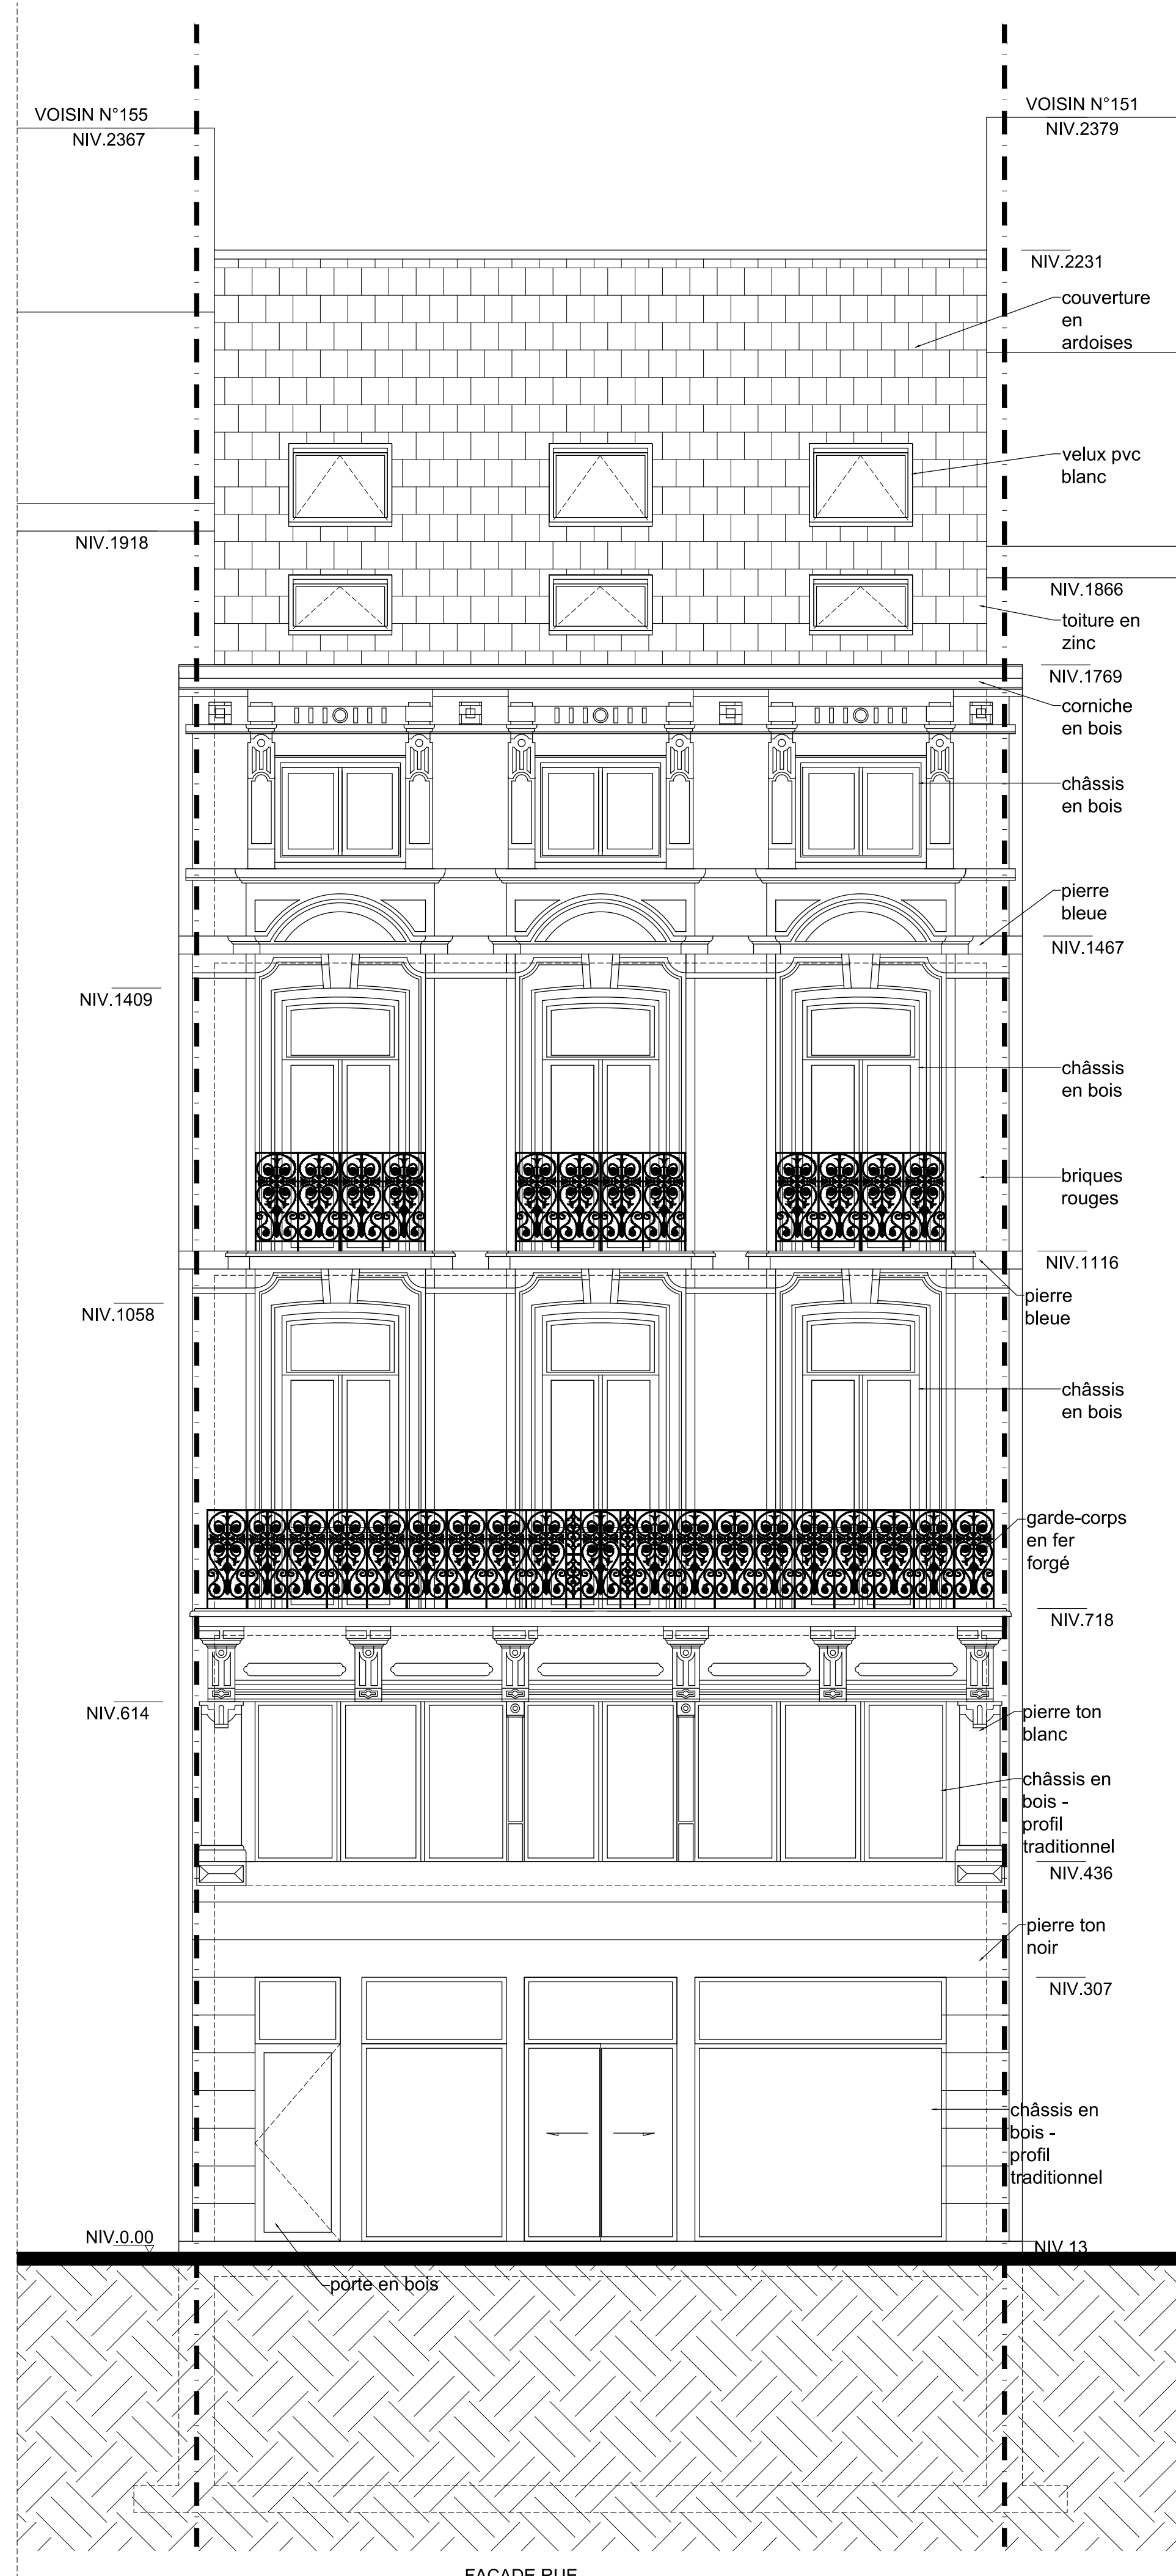 VOISIN N°155
NIV.2367
VOISIN N°151
NIV.2379
NIV.2231
couverture
en
ardoises
velux pvc
blanc
NIV.1918
NIV.1866
toiture en
zinc
NIV.1769
corniche
en bois
châssis
en bois
pierre
bleue
NIV.1467
NIV.1409
châssis
en bois
briques
rouges
NIV.1116
pierre
bleue
NIV.1058
châssis
en bois
garde-corps
en fer
forgé
NIV.718
NIV.614
pierre ton
blanc
châssis en
bois -
profil
traditionnel
NIV.436
pierre ton
noir
NIV.307
châssis en
bois -
profil
traditionnel
NIV.0.00
NIV.13
porte en bois
FACADE RUE